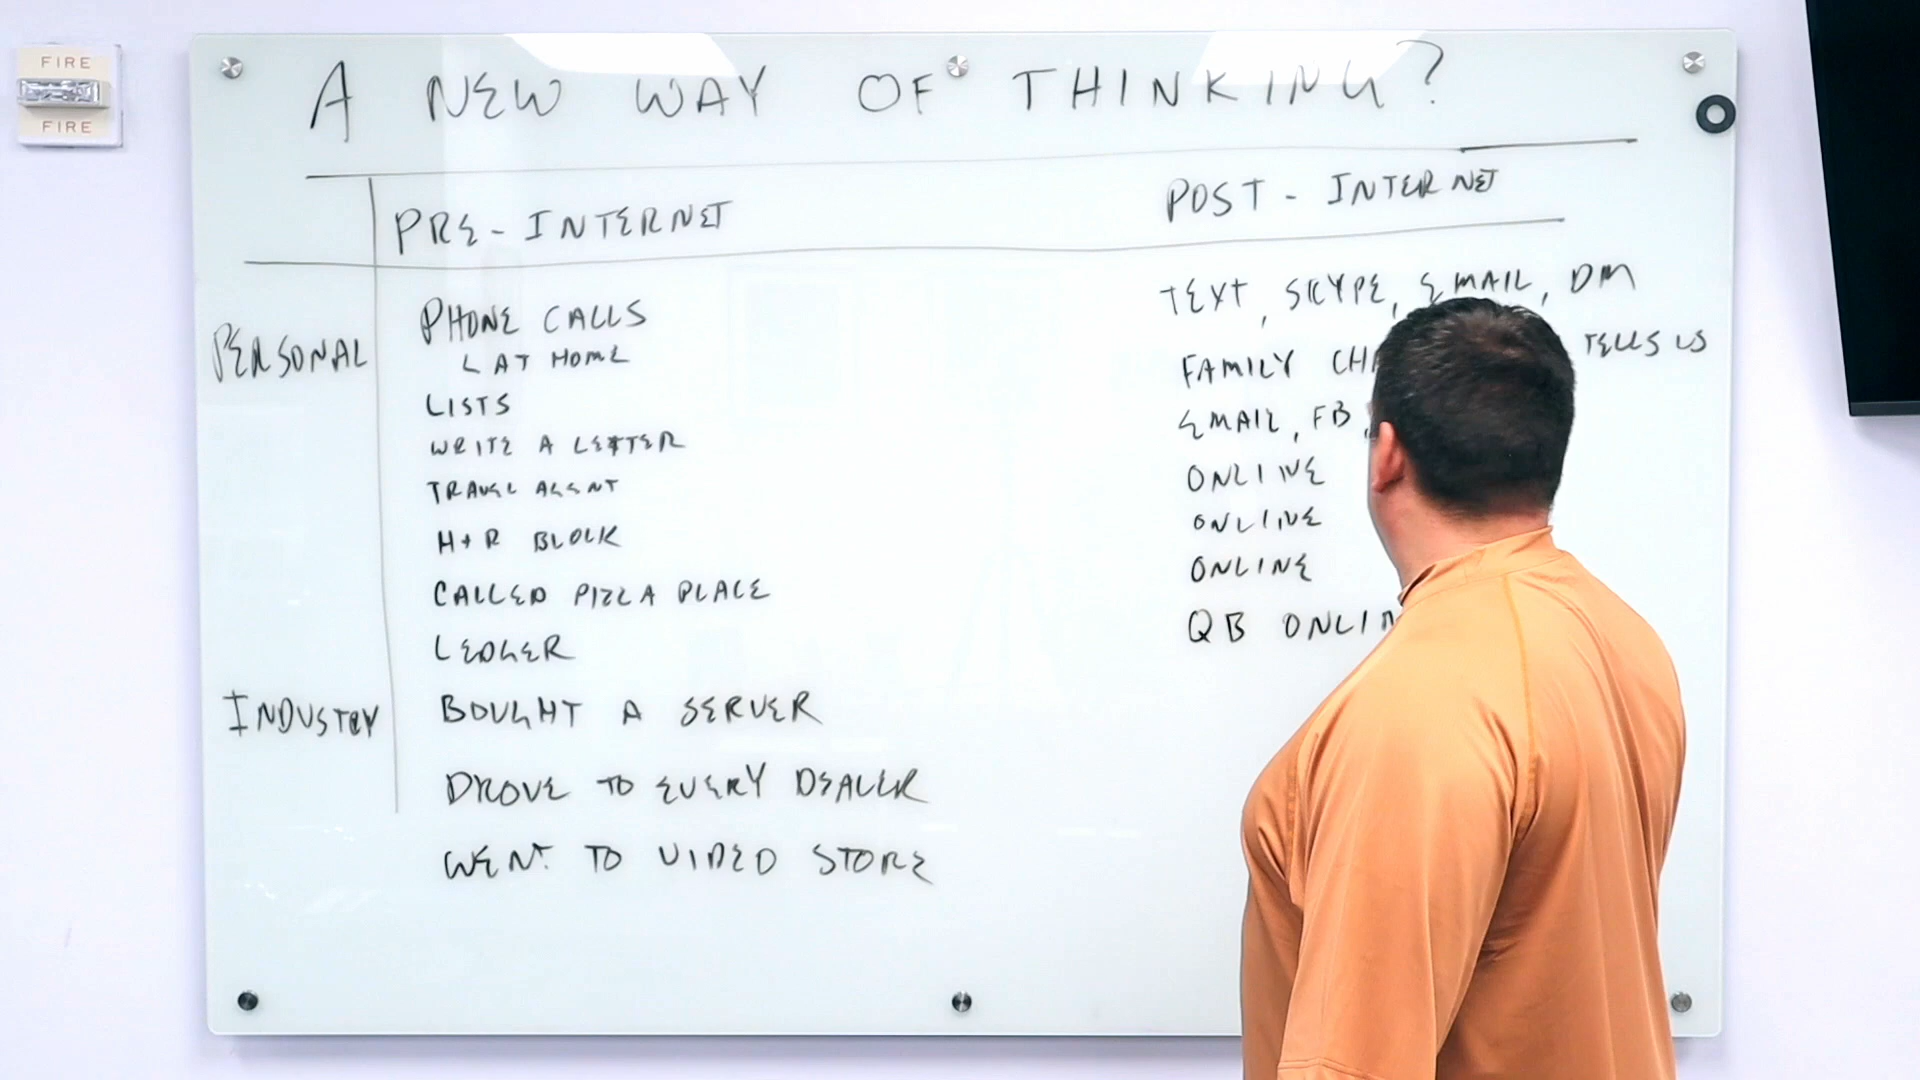 FIRE
FIRE
A NEW WAY OF THINKING?
PRE-INTERNET
POST-INTERNET
PERSONAL
PHONE CALLS
L AT HOME
LISTS
WRITE A LETTER
TRAVEL AGENT
H+R BLOCK
CALLED PIZZA PLACE
LEDGER
INDUSTRY
BOUGHT A SERVER
DROVE TO EVERY DEALER
WENT TO VIDEO STORE
TEXT, SKYPE, EMAIL, DM
FAMILY TELLS US
EMAIL, FB,
ONLINE
ONLINE
ONLINE
QB